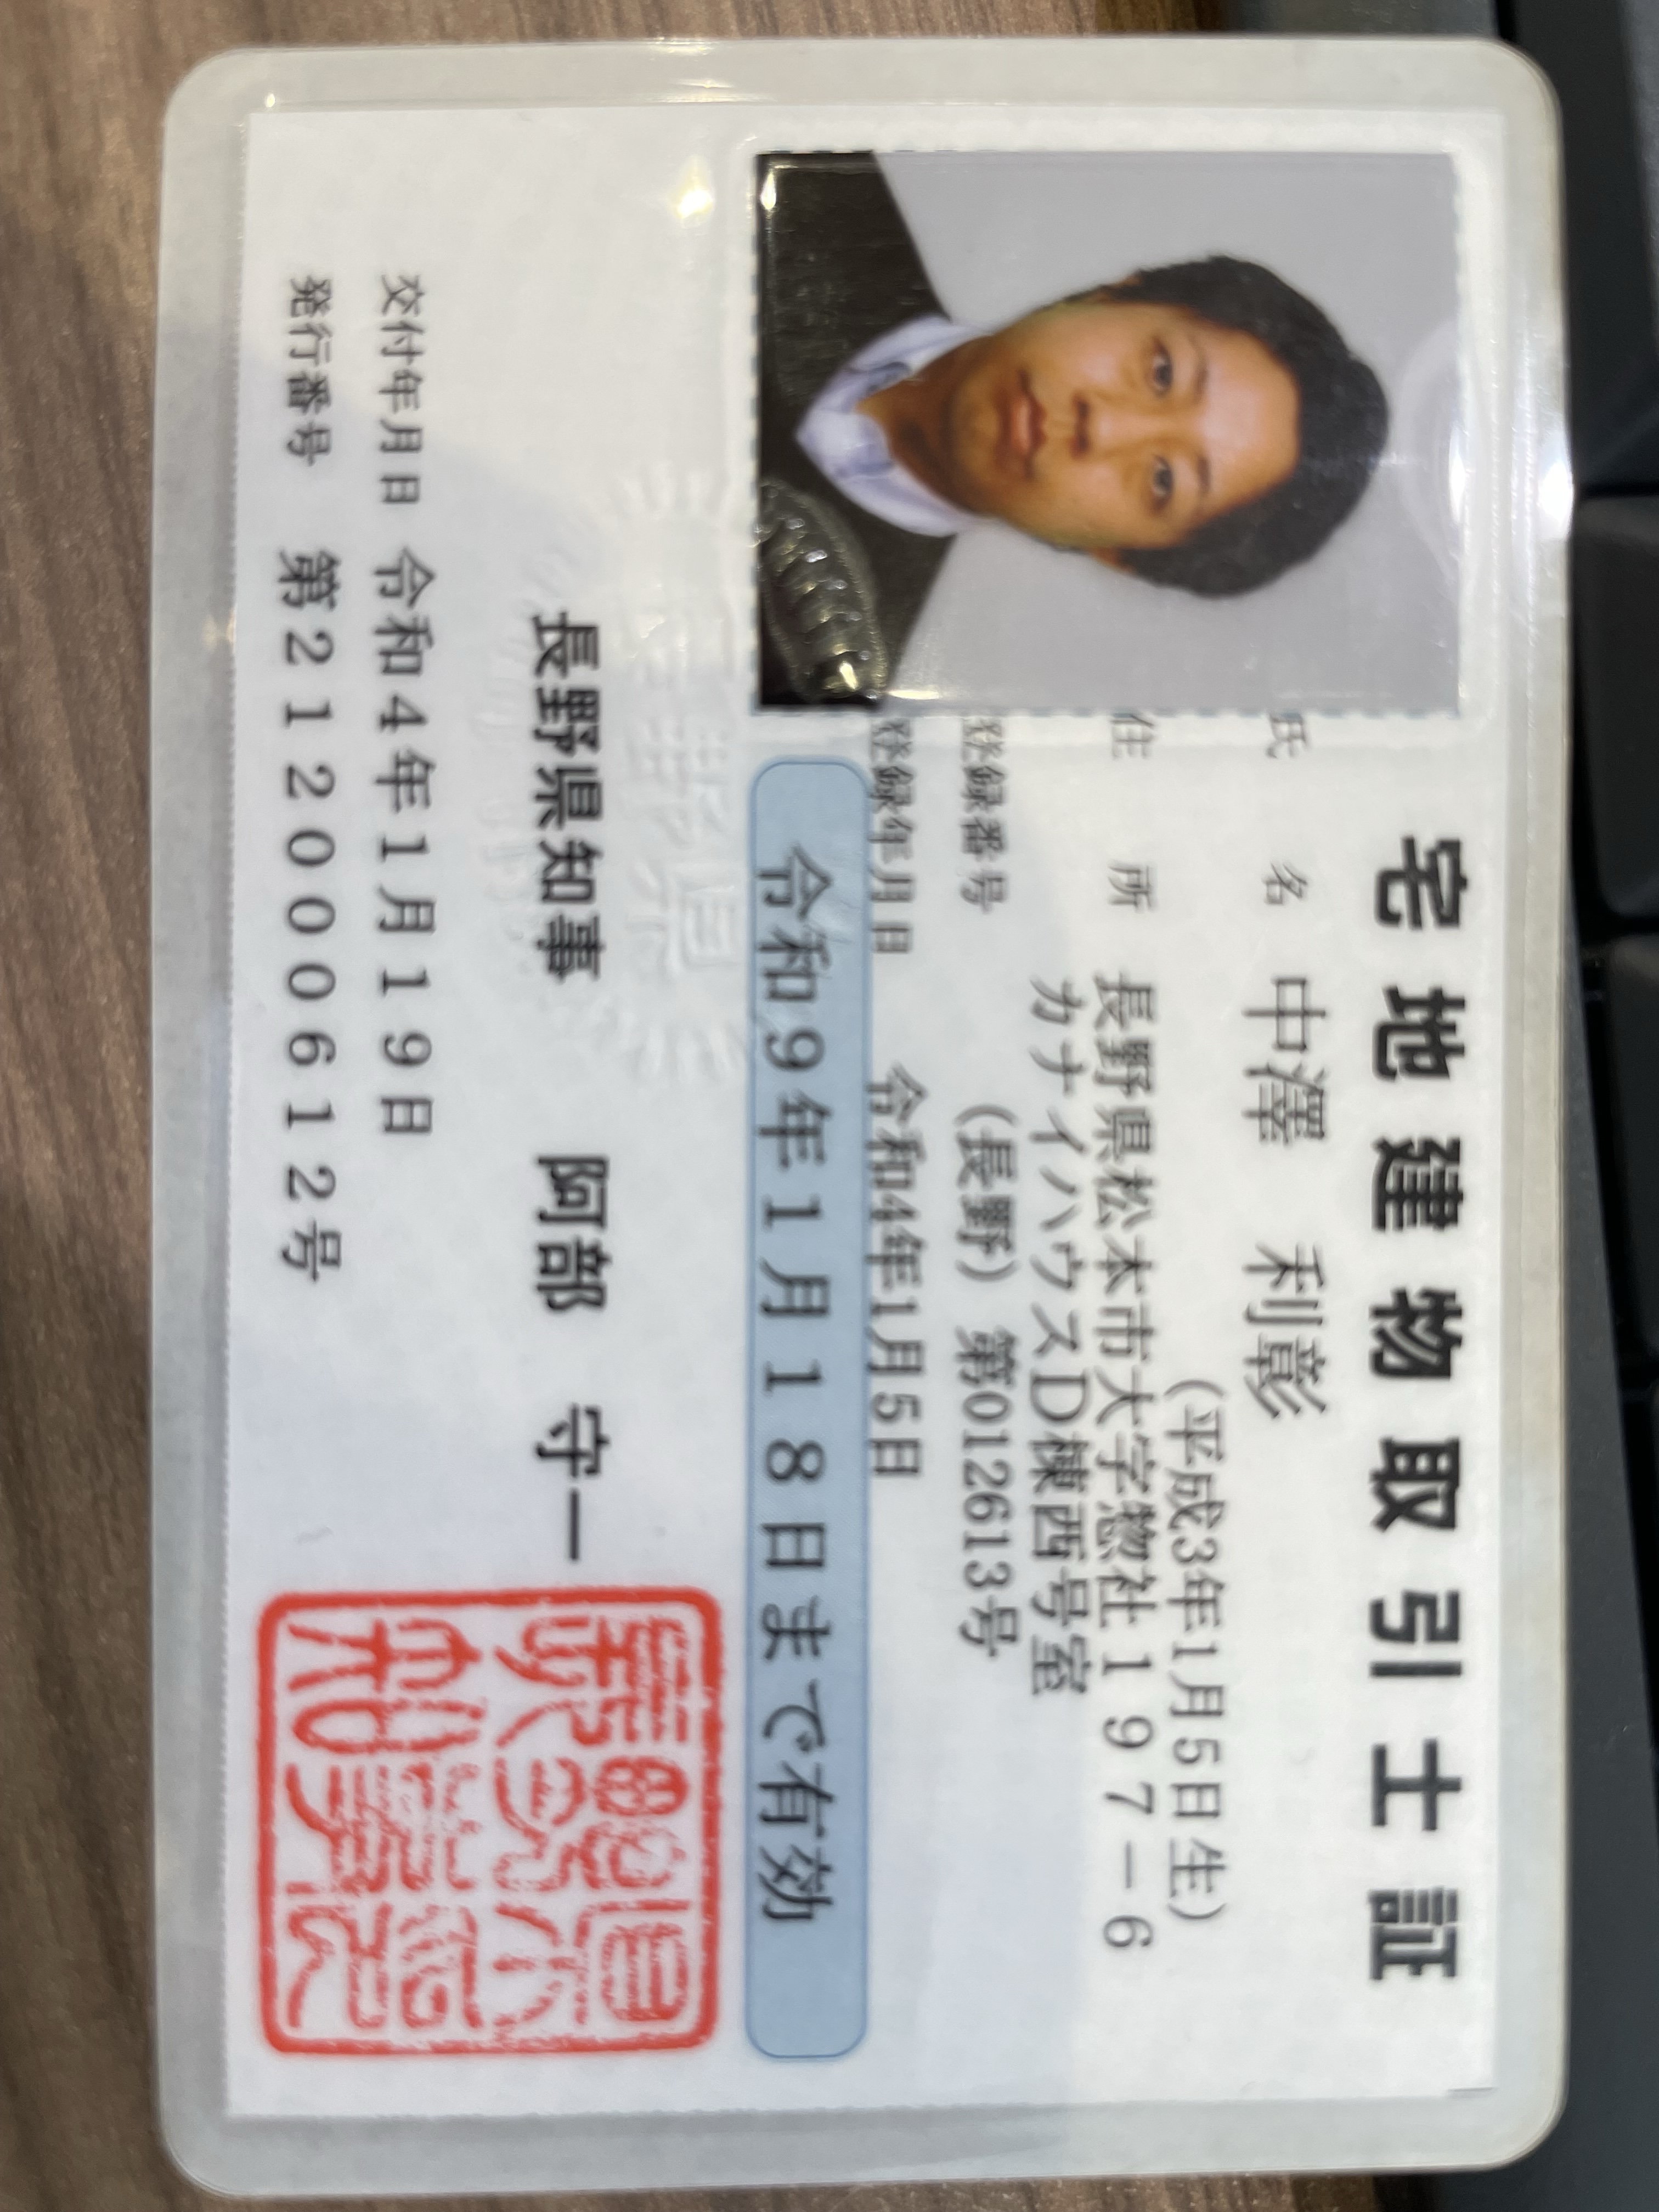 宅地建物取引士証
氏名 中澤 利彰
(平成3年1月5日生)
住所 長野県松本市大字惣社197-6
カナイハウスD棟西号室
登録番号 (長野) 第012613号
登録年月日 令和4年1月5日
令和9年1月18日まで有効
長野県
長野県知事 阿部 守一
交付年月日 令和4年1月19日
発行番号 第212000612号